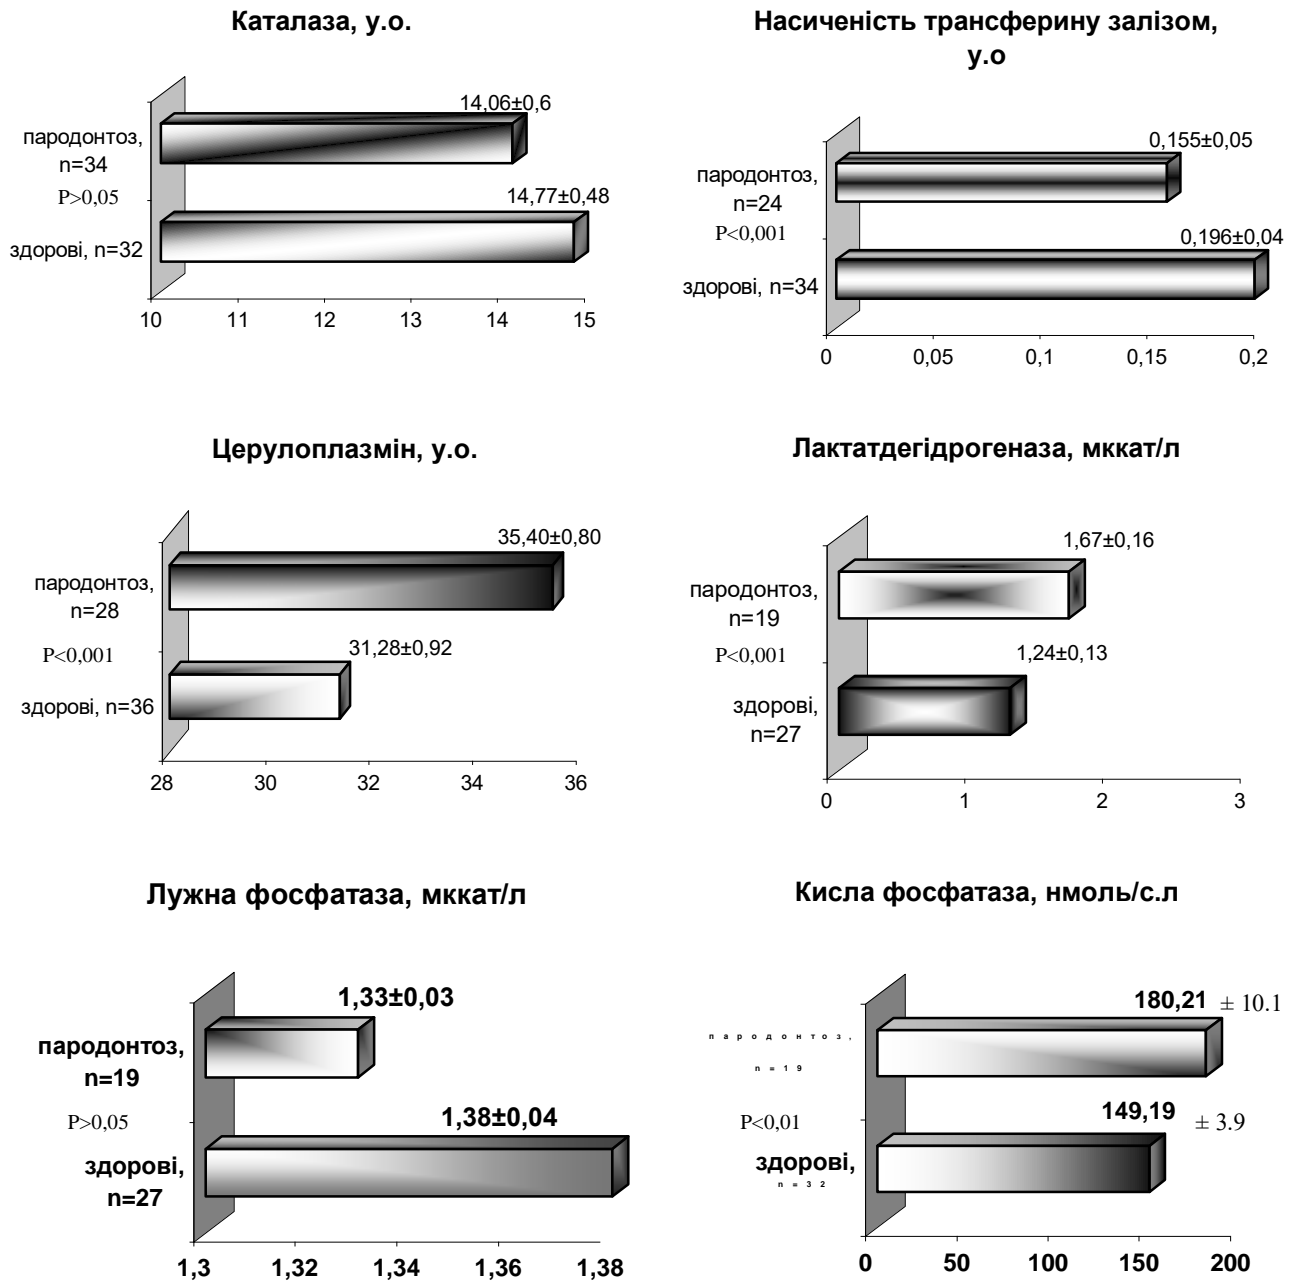 Каталаза, у.о.
14,06±0,6
пародонтоз,
n=34
P>0,05
14,77±0,48
здорові, n=32
10 11 12 13 14 15
Насиченість трансферину залізом,
у.о
0,155±0,05
пародонтоз,
n=24
P<0,001
0,196±0,04
здорові, n=34
0 0,05 0,1 0,15 0,2
Церулоплазмін, у.о.
35,40±0,80
пародонтоз,
n=28
P<0,001
31,28±0,92
здорові, n=36
28 30 32 34 36
Лактатдегідрогеназа, мккат/л
1,67±0,16
пародонтоз,
n=19
P<0,001
1,24±0,13
здорові,
n=27
0 1 2 3
Лужна фосфатаза, мккат/л
1,33±0,03
пародонтоз,
n=19
P>0,05
1,38±0,04
здорові,
n=27
1,3 1,32 1,34 1,36 1,38
Кисла фосфатаза, нмоль/с.л
180,21 ± 10.1
пародонтоз,
n=19
P<0,01
149,19 ± 3.9
здорові,
n=32
0 50 100 150 200